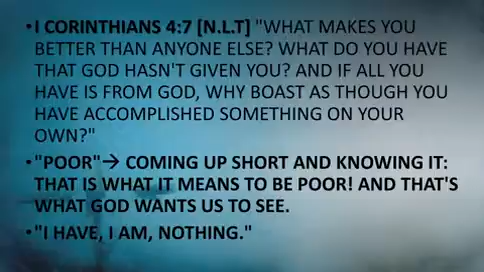 •I CORINTHIANS 4:7 [N.L.T] "WHAT MAKES YOU
BETTER THAN ANYONE ELSE? WHAT DO YOU HAVE
THAT GOD HASN'T GIVEN YOU? AND IF ALL YOU
HAVE IS FROM GOD, WHY BOAST AS THOUGH YOU
HAVE ACCOMPLISHED SOMETHING ON YOUR
OWN?"
•"POOR"→ COMING UP SHORT AND KNOWING IT:
THAT IS WHAT IT MEANS TO BE POOR! AND THAT'S
WHAT GOD WANTS US TO SEE.
•"I HAVE, I AM, NOTHING."